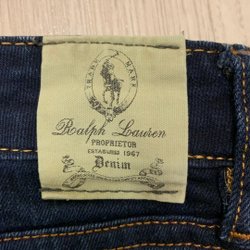 TRADE MARK
Ralph Lauren
PROPRIETOR
ESTABLISHED 1967
Denim